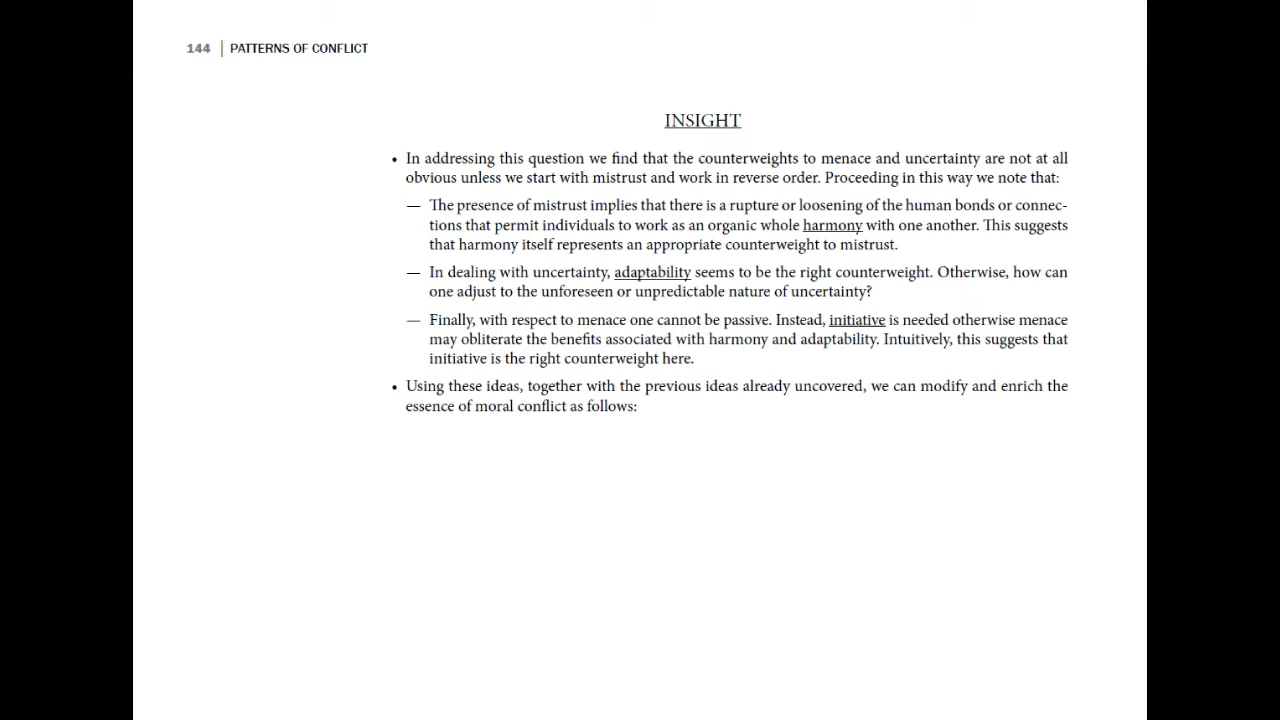 144 | PATTERNS OF CONFLICT
INSIGHT
• In addressing this question we find that the counterweights to menace and uncertainty are not at all
obvious unless we start with mistrust and work in reverse order. Proceeding in this way we note that:
— The presence of mistrust implies that there is a rupture or loosening of the human bonds or connec-
tions that permit individuals to work as an organic whole harmony with one another. This suggests
that harmony itself represents an appropriate counterweight to mistrust.
— In dealing with uncertainty, adaptability seems to be the right counterweight. Otherwise, how can
one adjust to the unforeseen or unpredictable nature of uncertainty?
— Finally, with respect to menace one cannot be passive. Instead, initiative is needed otherwise menace
may obliterate the benefits associated with harmony and adaptability. Intuitively, this suggests that
initiative is the right counterweight here.
• Using these ideas, together with the previous ideas already uncovered, we can modify and enrich the
essence of moral conflict as follows: